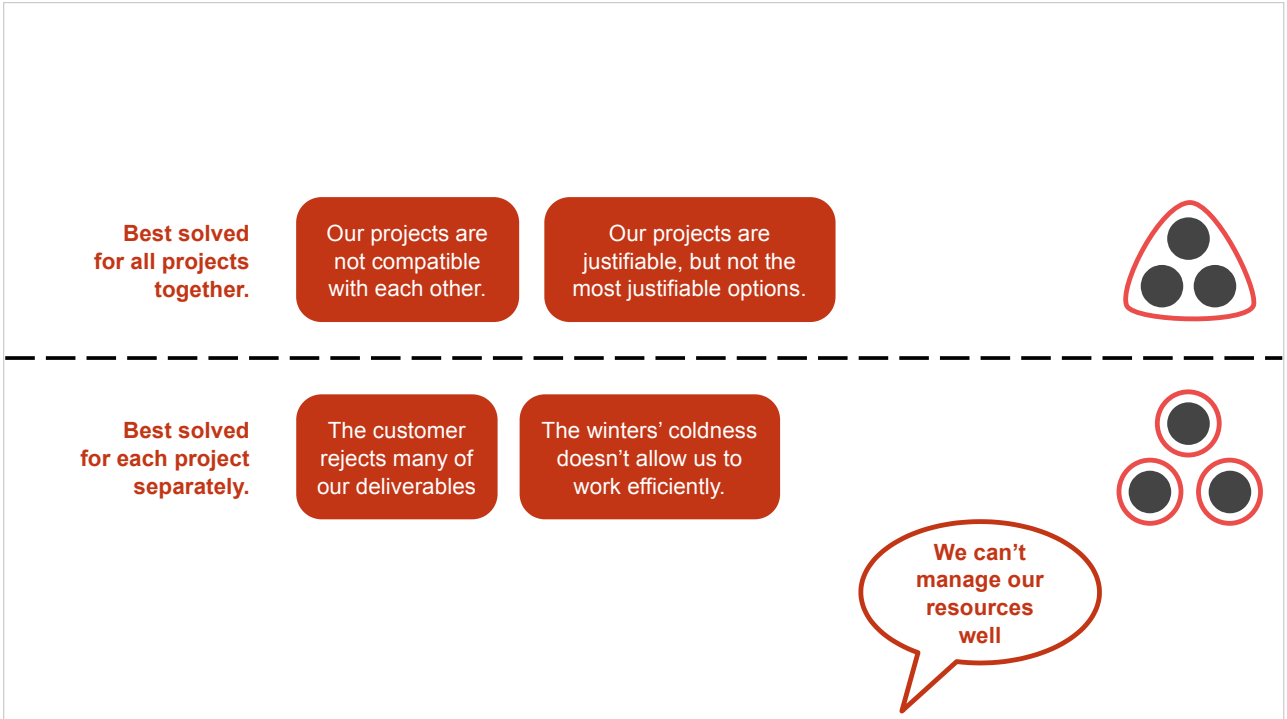 Best solved
for all projects
together.
Our projects are
not compatible
with each other.
Our projects are
justifiable, but not the
most justifiable options.
Best solved
for each project
separately.
The customer
rejects many of
our deliverables
The winters’ coldness
doesn’t allow us to
work efficiently.
We can’t
manage our
resources
well